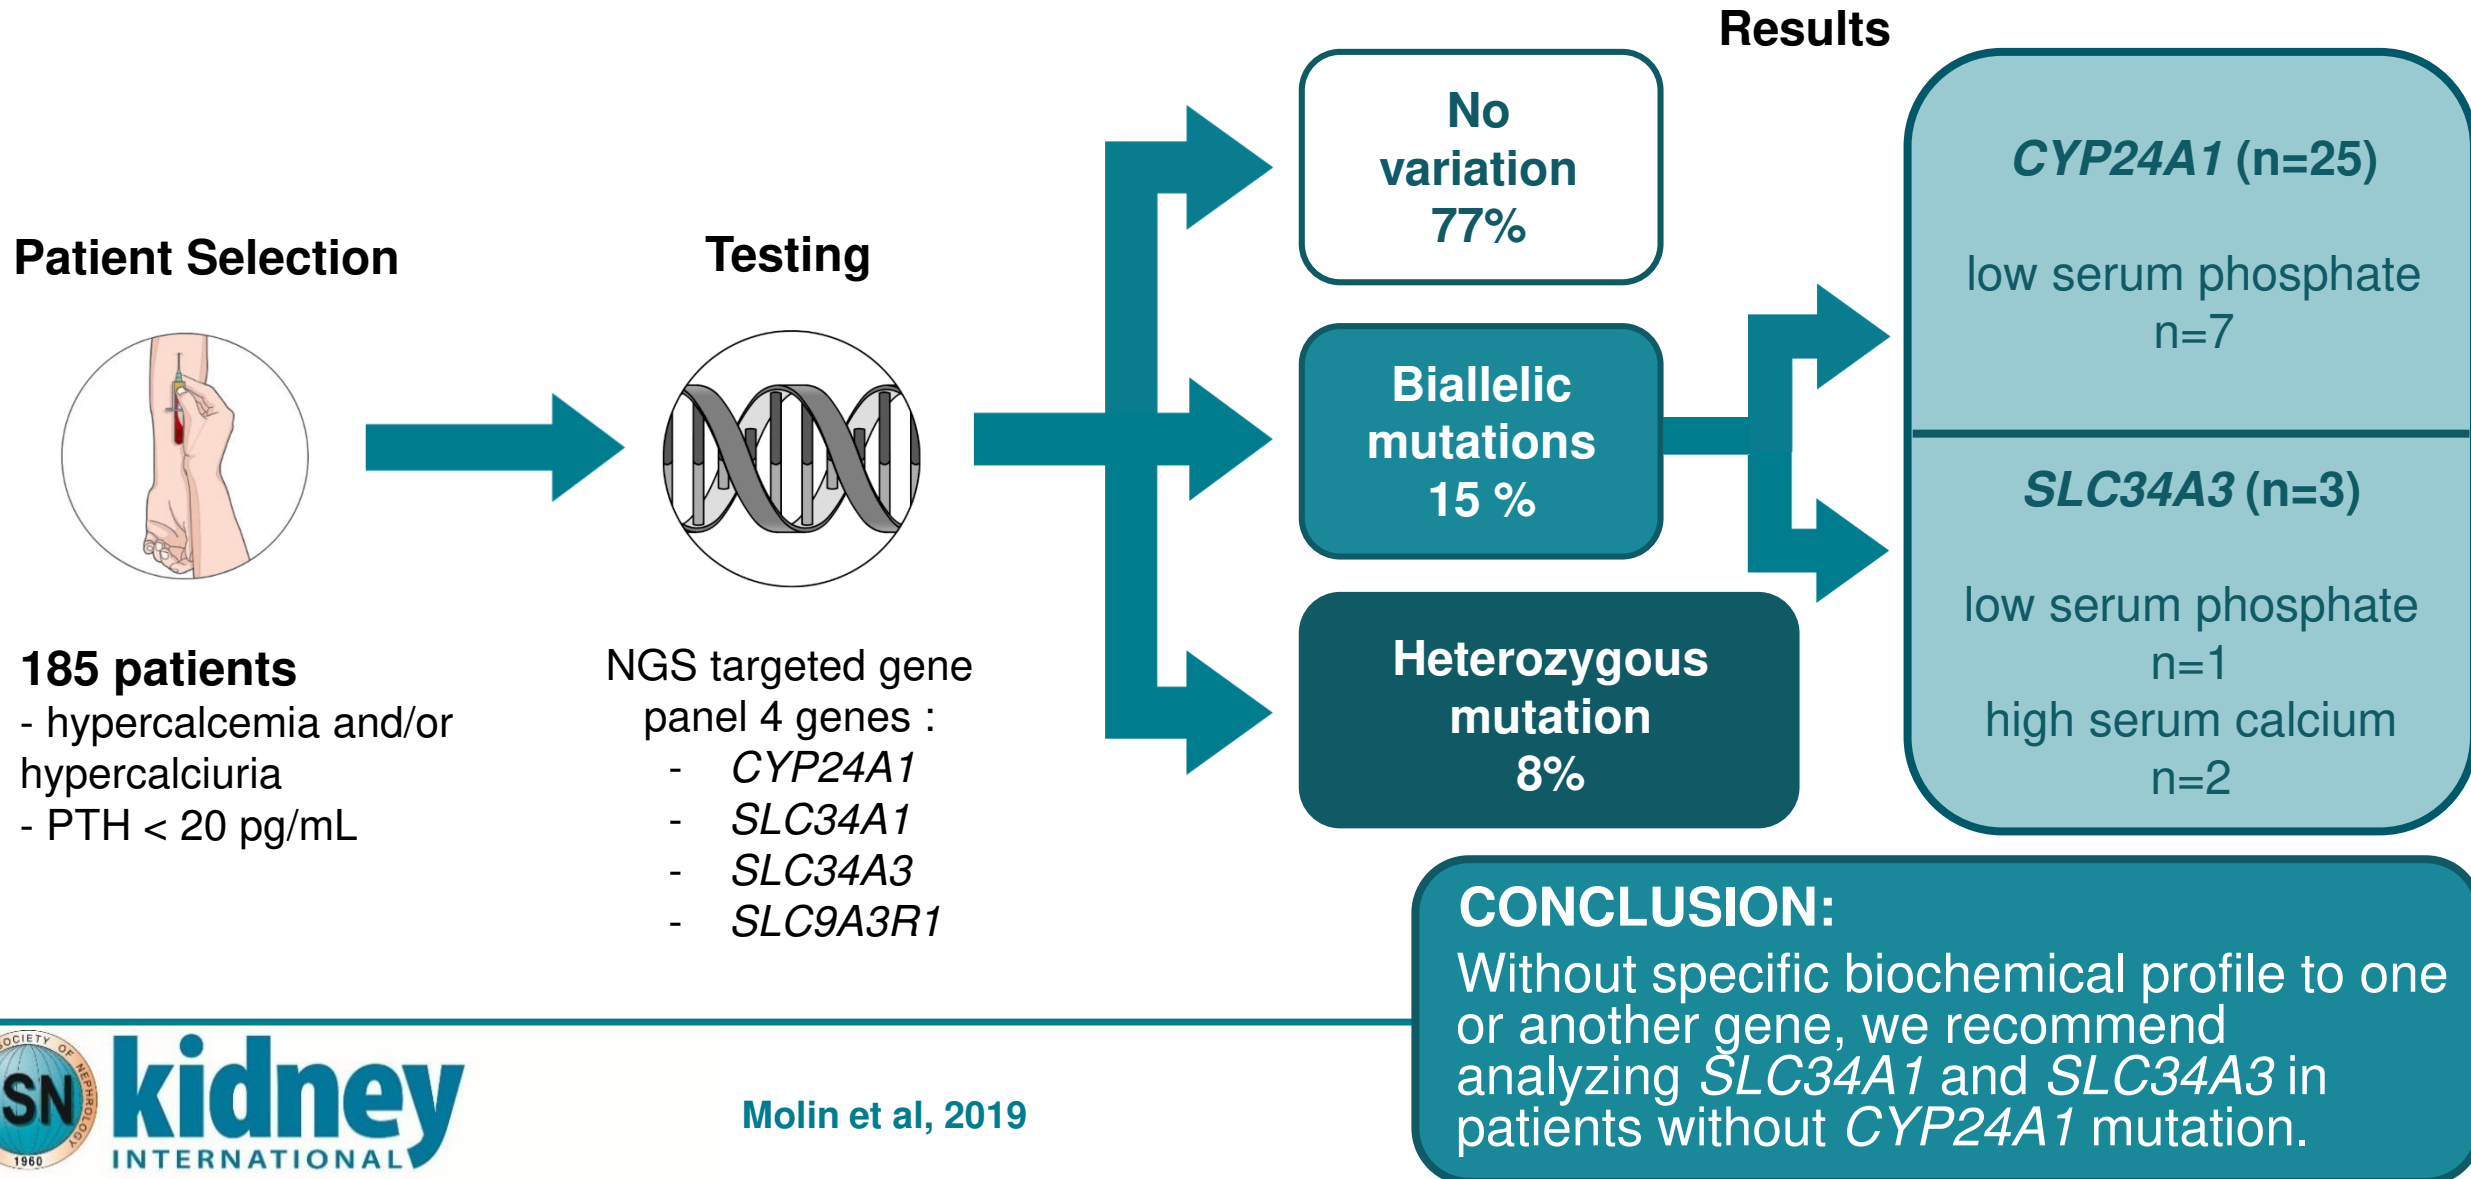 Results
Patient Selection
185 patients
- hypercalcemia and/or
hypercalciuria
- PTH < 20 pg/mL
Testing
NGS targeted gene
panel 4 genes :
- CYP24A1
- SLC34A1
- SLC34A3
- SLC9A3R1
No
variation
77%
Biallelic
mutations
15 %
Heterozygous
mutation
8%
CYP24A1 (n=25)
low serum phosphate
n=7
SLC34A3 (n=3)
low serum phosphate
n=1
high serum calcium
n=2
CONCLUSION:
Without specific biochemical profile to one
or another gene, we recommend
analyzing SLC34A1 and SLC34A3 in
patients without CYP24A1 mutation.
SOCIETY OF NEPHROLOGY
SN
1960
kidney
INTERNATIONAL
Molin et al, 2019